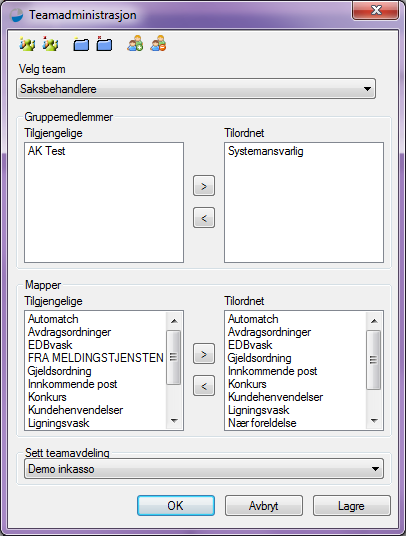 Teamadministrasjon
Velg team
Saksbehandlere
Gruppemedlemmer
Tilgjengelige
Tilordnet
AK Test
Systemansvarlig
>
<
Mapper
Tilgjengelige
Tilordnet
Automatch
Avdragsordninger
EDBvask
FRA MELDINGSTJENSTEN
Gjeldsordning
Innkommende post
Konkurs
Kundehenvendelser
Ligningsvask
>
<
Automatch
Avdragsordninger
EDBvask
Gjeldsordning
Innkommende post
Konkurs
Kundehenvendelser
Ligningsvask
Nær foreldelse
Sett teamavdeling
Demo inkasso
OK
Avbryt
Lagre